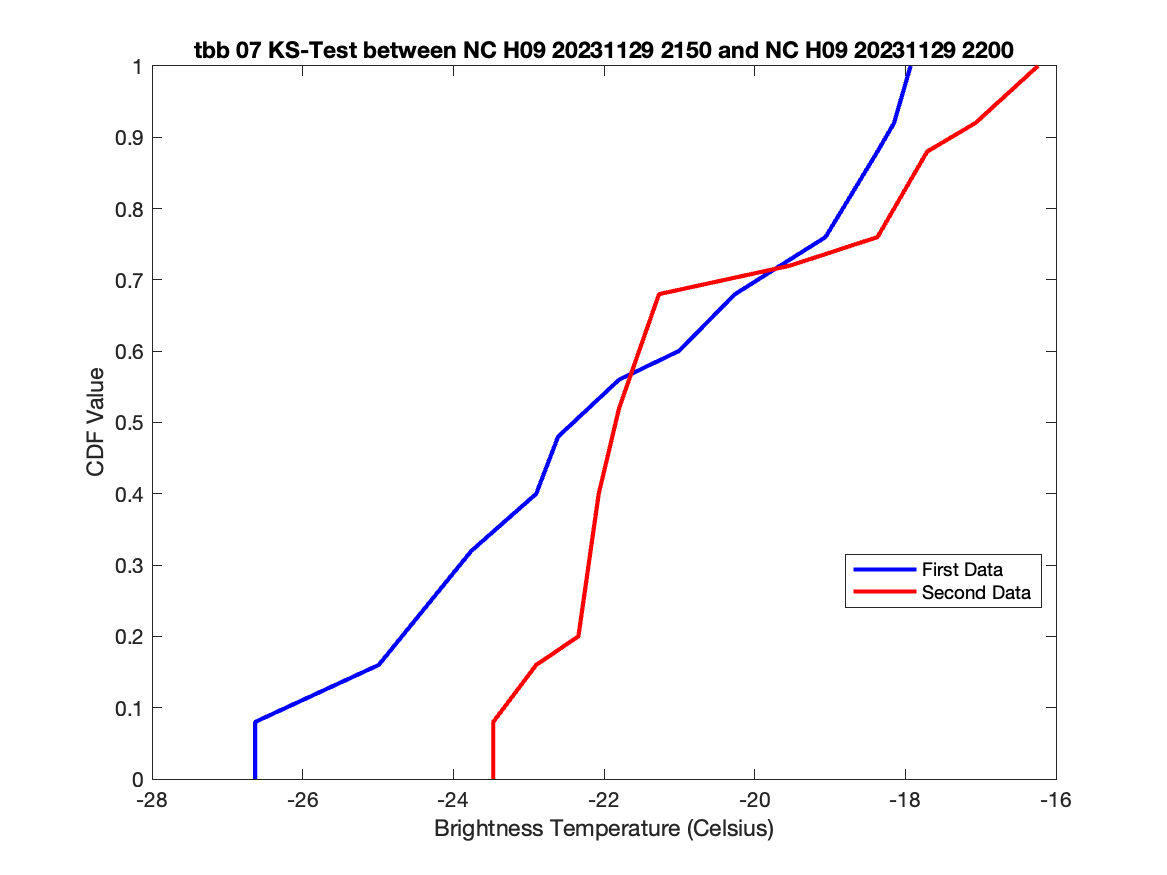 tbb 07 KS-Test between NC H09 20231129 2150 and NC H09 20231129 2200
1
0.9
0.8
0.7
0.6
0.5
0.4
0.3
0.2
0.1
0
CDF Value
First Data
Second Data
-28 -26 -24 -22 -20 -18 -16
Brightness Temperature (Celsius)